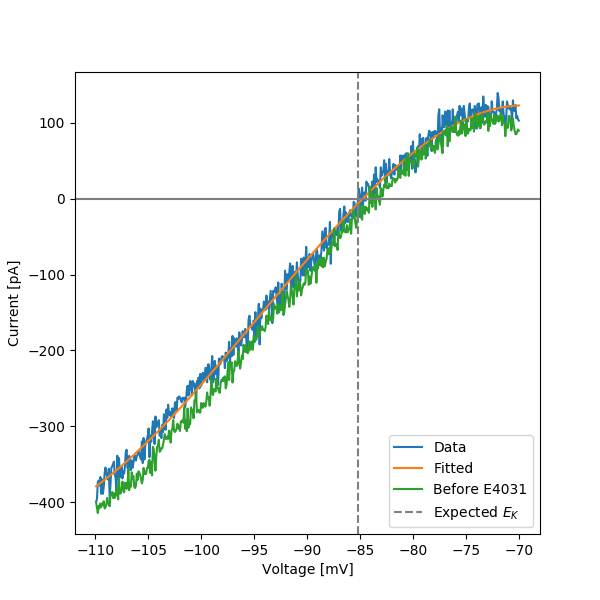 100
0
−100
−200
−300
−400
Current [pA]
Data
Fitted
Before E4031
Expected E_K
−110 −105 −100 −95 −90 −85 −80 −75 −70
Voltage [mV]